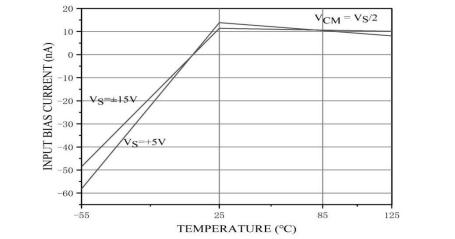 20
10
0
−10
−20
−30
−40
−50
−60
INPUT BIAS CURRENT (nA)
VCM = VS/2
VS=±15V
VS=+5V
−55 25 85 125
TEMPERATURE (°C)